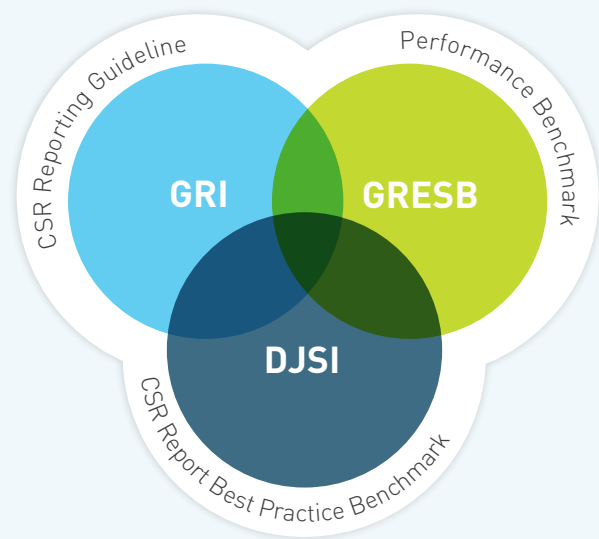 CSR Reporting Guideline
Performance Benchmark
GRI
GRESB
DJSI
CSR Report Best Practice Benchmark